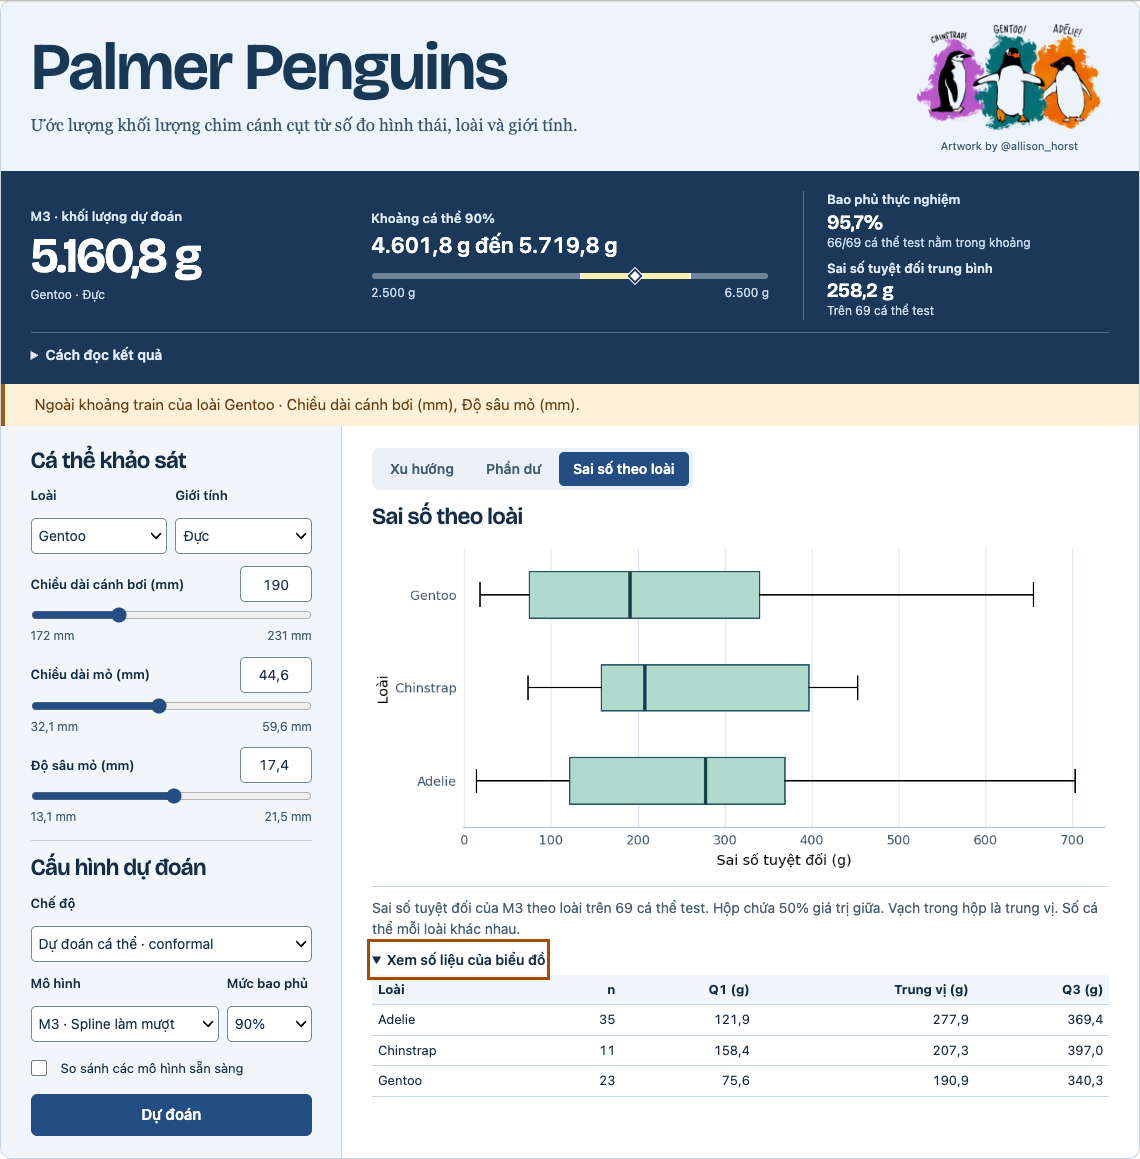 Palmer Penguins
Ước lượng khối lượng chim cánh cụt từ số đo hình thái, loài và giới tính.
CHINSTRAP!
GENTOO!
ADÉLIE!
Artwork by @allison_horst
M3 · khối lượng dự đoán
5.160,8 g
Gentoo · Đực
Khoảng cá thể 90%
4.601,8 g đến 5.719,8 g
2.500 g
6.500 g
Bao phủ thực nghiệm
95,7%
66/69 cá thể test nằm trong khoảng
Sai số tuyệt đối trung bình
258,2 g
Trên 69 cá thể test
Cách đọc kết quả
Ngoài khoảng train của loài Gentoo · Chiều dài cánh bơi (mm), Độ sâu mỏ (mm).
Cá thể khảo sát
Loài
Giới tính
Gentoo
Đực
Chiều dài cánh bơi (mm)
190
172 mm
231 mm
Chiều dài mỏ (mm)
44,6
32,1 mm
59,6 mm
Độ sâu mỏ (mm)
17,4
13,1 mm
21,5 mm
Cấu hình dự đoán
Chế độ
Dự đoán cá thể · conformal
Mô hình
Mức bao phủ
M3 · Spline làm mượt
90%
So sánh các mô hình sẵn sàng
Dự đoán
Xu hướng
Phần dư
Sai số theo loài
Sai số theo loài
Loài
Gentoo
Chinstrap
Adelie
0 100 200 300 400 500 600 700
Sai số tuyệt đối (g)
Sai số tuyệt đối của M3 theo loài trên 69 cá thể test. Hộp chứa 50% giá trị giữa. Vạch trong hộp là trung vị. Số cá
thể mỗi loài khác nhau.
Xem số liệu của biểu đồ
Loài n Q1 (g) Trung vị (g) Q3 (g)
Adelie 35 121,9 277,9 369,4
Chinstrap 11 158,4 207,3 397,0
Gentoo 23 75,6 190,9 340,3